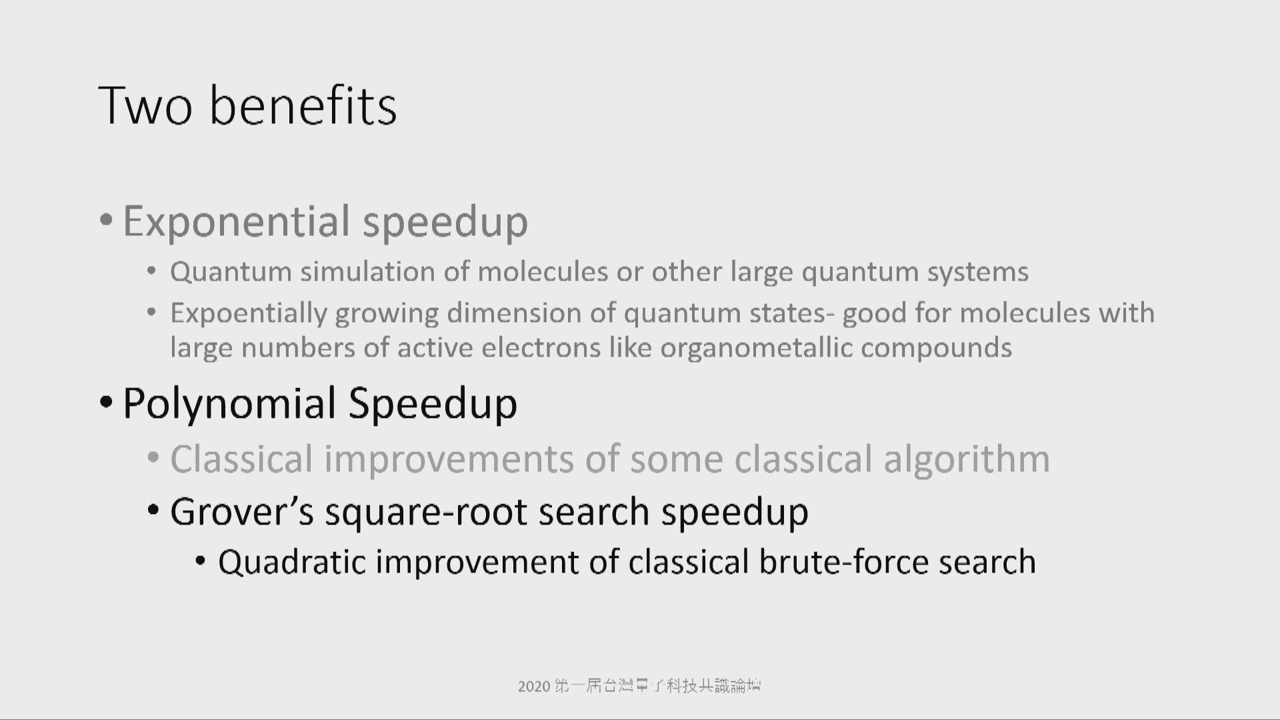 Two benefits
• Exponential speedup
• Quantum simulation of molecules or other large quantum systems
• Expoentially growing dimension of quantum states- good for molecules with
large numbers of active electrons like organometallic compounds
• Polynomial Speedup
• Classical improvements of some classical algorithm
• Grover’s square-root search speedup
• Quadratic improvement of classical brute-force search
2020 第一屆台灣量子科技共識論壇